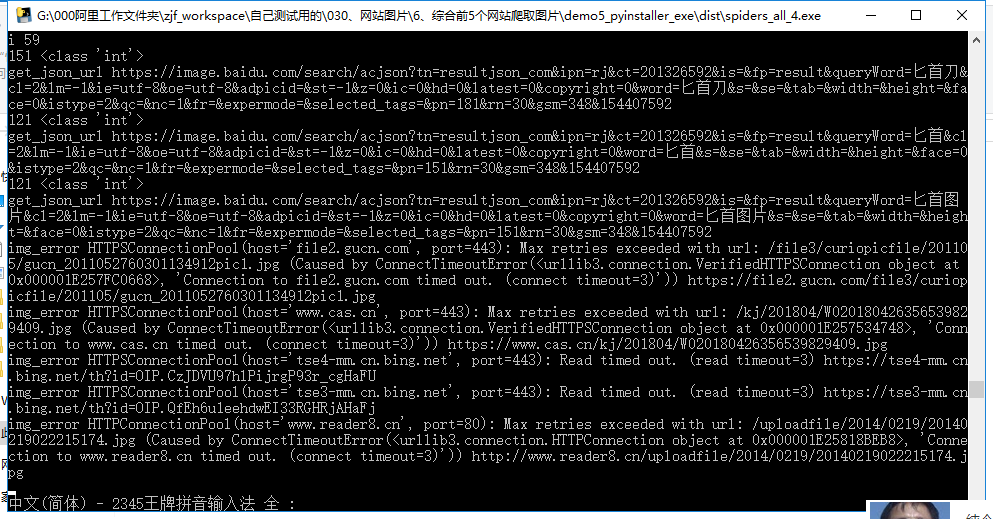 G:\000阿里工作文件夹\zjf_workspace\自己测试用的\030、网站图片\6、综合前5个网站爬取图片\demo5_pyinstaller_exe\dist\spiders_all_4.exe
i 59
151 <class 'int'>
get_json_url https://image.baidu.com/search/acjson?tn=resultjson_com&ipn=rj&ct=201326592&is=&fp=result&queryWord=匕首刀&
cl=2&lm=-1&ie=utf-8&oe=utf-8&adpicid=&st=-1&z=0&ic=0&hd=0&latest=0&copyright=0&word=匕首刀&s=&se=&tab=&width=&height=&fa
ce=0&istype=2&qc=&nc=1&fr=&expermode=&selected_tags=&pn=181&rn=30&gsm=348&154407592
121 <class 'int'>
get_json_url https://image.baidu.com/search/acjson?tn=resultjson_com&ipn=rj&ct=201326592&is=&fp=result&queryWord=匕首&cl
=2&lm=-1&ie=utf-8&oe=utf-8&adpicid=&st=-1&z=0&ic=0&hd=0&latest=0&copyright=0&word=匕首&s=&se=&tab=&width=&height=&face=0
&istype=2&qc=&nc=1&fr=&expermode=&selected_tags=&pn=151&rn=30&gsm=348&154407592
121 <class 'int'>
get_json_url https://image.baidu.com/search/acjson?tn=resultjson_com&ipn=rj&ct=201326592&is=&fp=result&queryWord=匕首图
片&cl=2&lm=-1&ie=utf-8&oe=utf-8&adpicid=&st=-1&z=0&ic=0&hd=0&latest=0&copyright=0&word=匕首图片&s=&se=&tab=&width=&heigh
t=&face=0&istype=2&qc=&nc=1&fr=&expermode=&selected_tags=&pn=151&rn=30&gsm=348&154407592
img_error HTTPSConnectionPool(host='file2.gucn.com', port=443): Max retries exceeded with url: /file3/curiopicfile/20110
5/gucn_2011052760301134912pic1.jpg (Caused by ConnectTimeoutError(<urllib3.connection.VerifiedHTTPSConnection object at
0x000001E257FC0668>, 'Connection to file2.gucn.com timed out. (connect timeout=3)')) https://file2.gucn.com/file3/curiop
icfile/201105/gucn_2011052760301134912pic1.jpg
img_error HTTPSConnectionPool(host='www.cas.cn', port=443): Max retries exceeded with url: /kj/201804/W02018042635653982
9409.jpg (Caused by ConnectTimeoutError(<urllib3.connection.VerifiedHTTPSConnection object at 0x000001E257534748>, 'Conn
ection to www.cas.cn timed out. (connect timeout=3)')) https://www.cas.cn/kj/201804/W020180426356539829409.jpg
img_error HTTPSConnectionPool(host='tse4-mm.cn.bing.net', port=443): Read timed out. (read timeout=3) https://tse4-mm.cn
.bing.net/th?id=OIP.CzJDVU97hlPijrgP93r_cgHaFU
img_error HTTPSConnectionPool(host='tse3-mm.cn.bing.net', port=443): Read timed out. (read timeout=3) https://tse3-mm.cn
.bing.net/th?id=OIP.QfEh6uleehdwEI33RGHRjAHaFj
img_error HTTPConnectionPool(host='www.reader8.cn', port=80): Max retries exceeded with url: /uploadfile/2014/0219/20140
219022215174.jpg (Caused by ConnectTimeoutError(<urllib3.connection.HTTPConnection object at 0x000001E25818BEB8>, 'Conne
ction to www.reader8.cn timed out. (connect timeout=3)')) http://www.reader8.cn/uploadfile/2014/0219/20140219022215174.j
pg
中文(简体) - 2345王牌拼音输入法 全 :